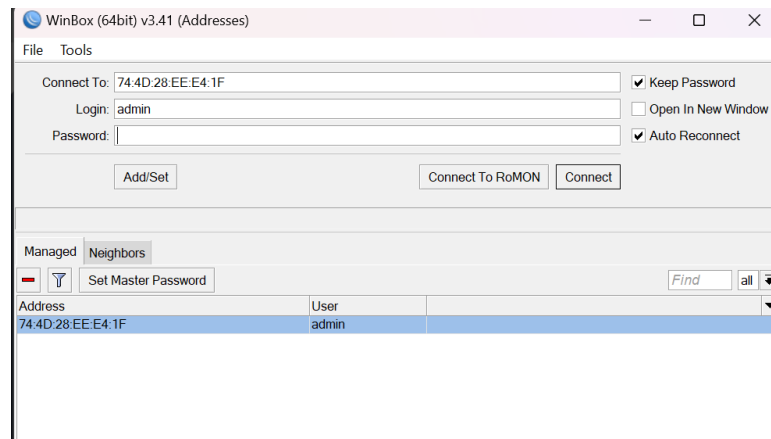 WinBox (64bit) v3.41 (Addresses)
File Tools
Connect To: 74:4D:28:EE:E4:1F Keep Password
Login: admin Open In New Window
Password: Auto Reconnect
Add/Set Connect To RoMON Connect
Managed Neighbors
Set Master Password Find all
Address User
74:4D:28:EE:E4:1F admin